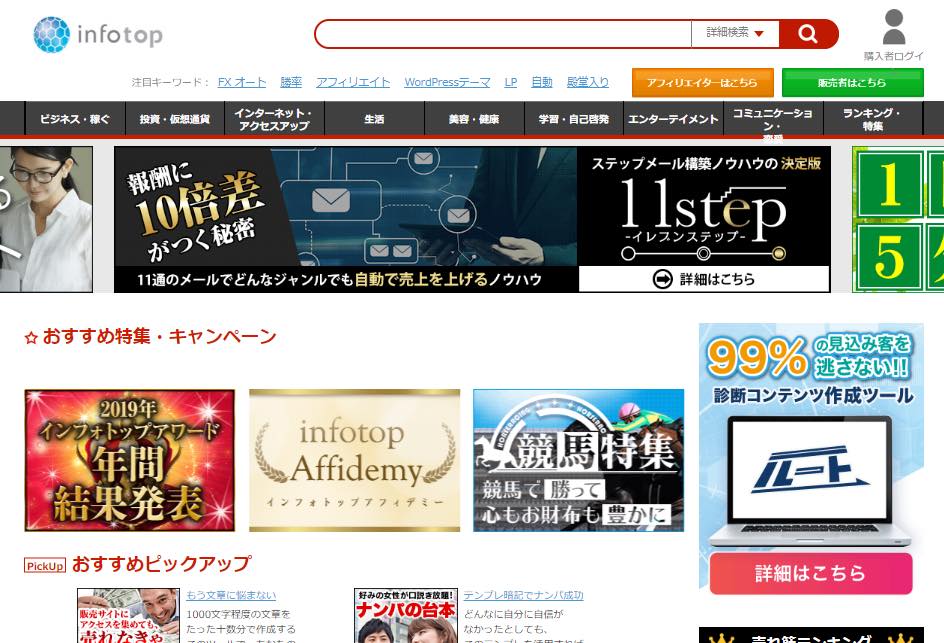 infotop
詳細検索 ▼
購入者ログイ
注目キーワード： FX オート 勝率 アフィリエイト WordPressテーマ LP 自動 殿堂入り
アフィリエイターはこちら
販売者はこちら
ビジネス・稼ぐ
投資・仮想通貨
インターネット・
アクセスアップ
生活
美容・健康
学習・自己啓発
エンターテイメント
コミュニケーショ
ン・
恋愛
ランキング・
特集
報酬に
10倍差
がつく秘密
11通のメールでどんなジャンルでも自動で売上を上げるノウハウ
ステップメール構築ノウハウの決定版
11step
-イレブンステップ-
詳細はこちら
1
5
☆おすすめ特集・キャンペーン
2019年
インフォトップアワード
年間
結果発表
infotop
Affidemy
インフォトップアフィデミー
HORSERACING
競馬特集
競馬で 勝って
心もお財布も 豊かに
99%の見込み客を
逃さない!!
診断コンテンツ作成ツール
ルート
詳細はこちら
PickUp おすすめピックアップ
販売サイトに
アクセスを集めても、
売れなきゃ
もう文章に悩まない
1000文字程度の文章を
たった十数分で作成する
好みの女性が口説き放題!
ナンパの台本
テンプレ暗記でナンパ成功
どんなに自分に自信が
なかったとしても、
売れ筋ランキング